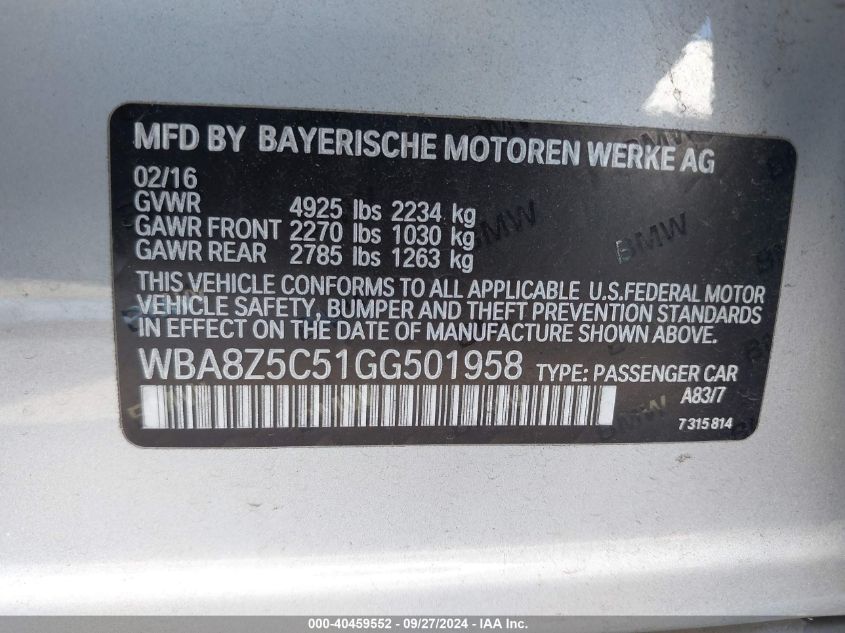 MFD BY BAYERISCHE MOTOREN WERKE AG
02/16
GVWR 4925 lbs 2234 kg
GAWR FRONT 2270 lbs 1030 kg
GAWR REAR 2785 lbs 1263 kg
THIS VEHICLE CONFORMS TO ALL APPLICABLE U.S.FEDERAL MOTOR
VEHICLE SAFETY, BUMPER AND THEFT PREVENTION STANDARDS
IN EFFECT ON THE DATE OF MANUFACTURE SHOWN ABOVE.
WBA8Z5C51GG501958 TYPE: PASSENGER CAR
A83/7
7315814
000-40459552 - 09/27/2024 - IAA Inc.